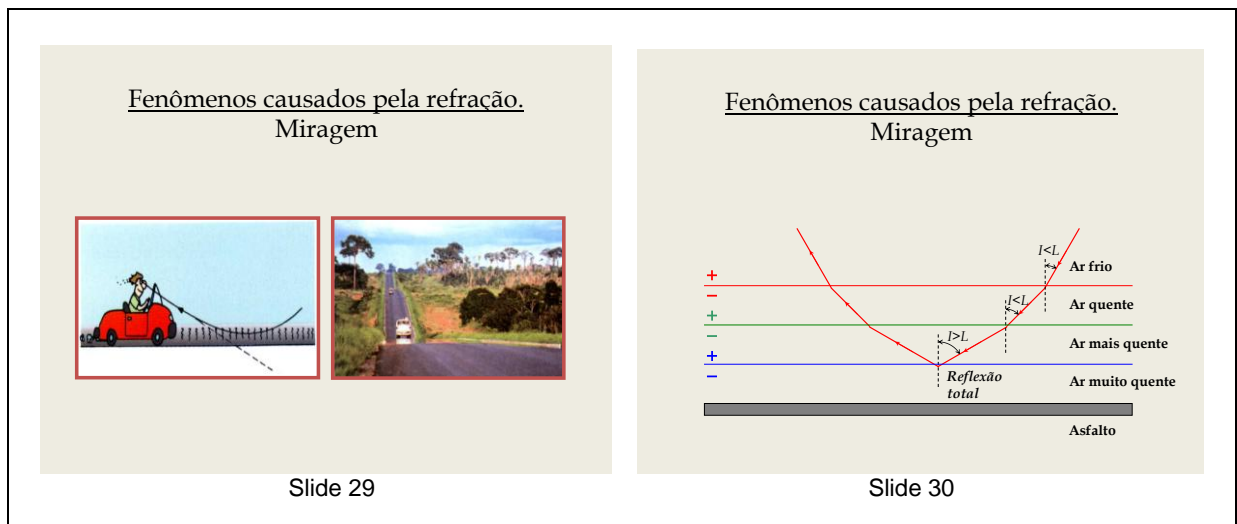 Fenômenos causados pela refração.
Miragem
Slide 29
Fenômenos causados pela refração.
Miragem
I<L
Ar frio
+
−
I<L
Ar quente
+
−
I>L
Ar mais quente
+
−
Reflexão
total
Ar muito quente
Asfalto
Slide 30